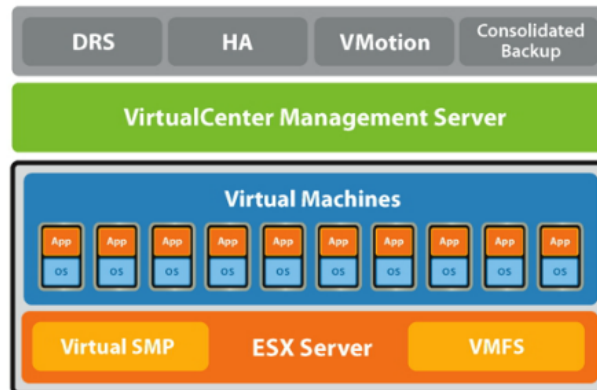 DRS HA VMotion Consolidated Backup
VirtualCenter Management Server
Virtual Machines
App App App App App App App App App App
OS OS OS OS OS OS OS OS OS OS
Virtual SMP ESX Server VMFS